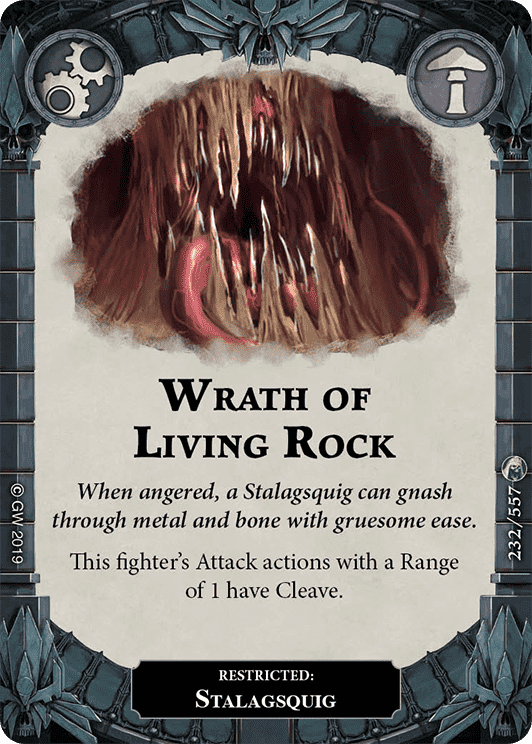 Wrath of
Living Rock
When angered, a Stalagsquig can gnash
through metal and bone with gruesome ease.
This fighter's Attack actions with a Range
of 1 have Cleave.
© GW 2019
232/557
Restricted:
Stalagsquig